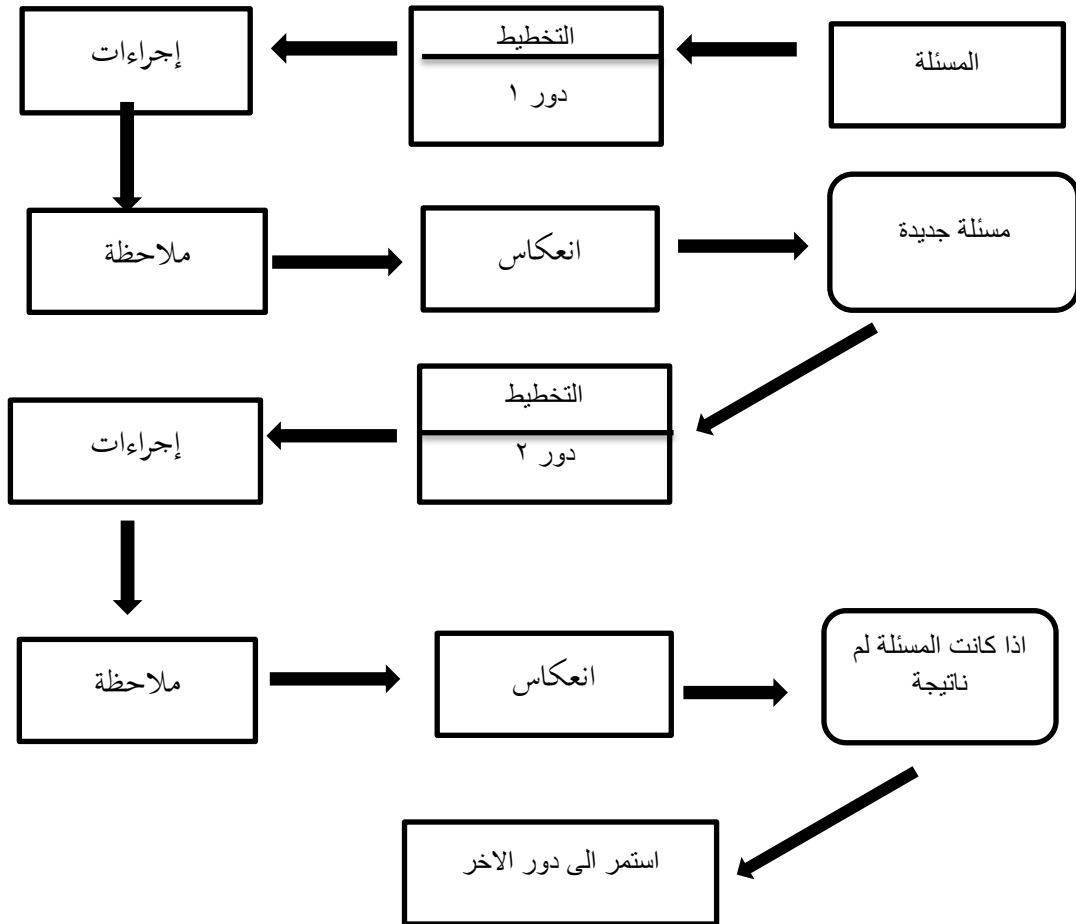 المسئلة
التخطيط
دور ١
إجراءات
ملاحظة
انعكاس
مسئلة جديدة
التخطيط
دور ٢
إجراءات
ملاحظة
انعكاس
اذا كانت المسئلة لم
ناتيجة
استمر الى دور الاخر